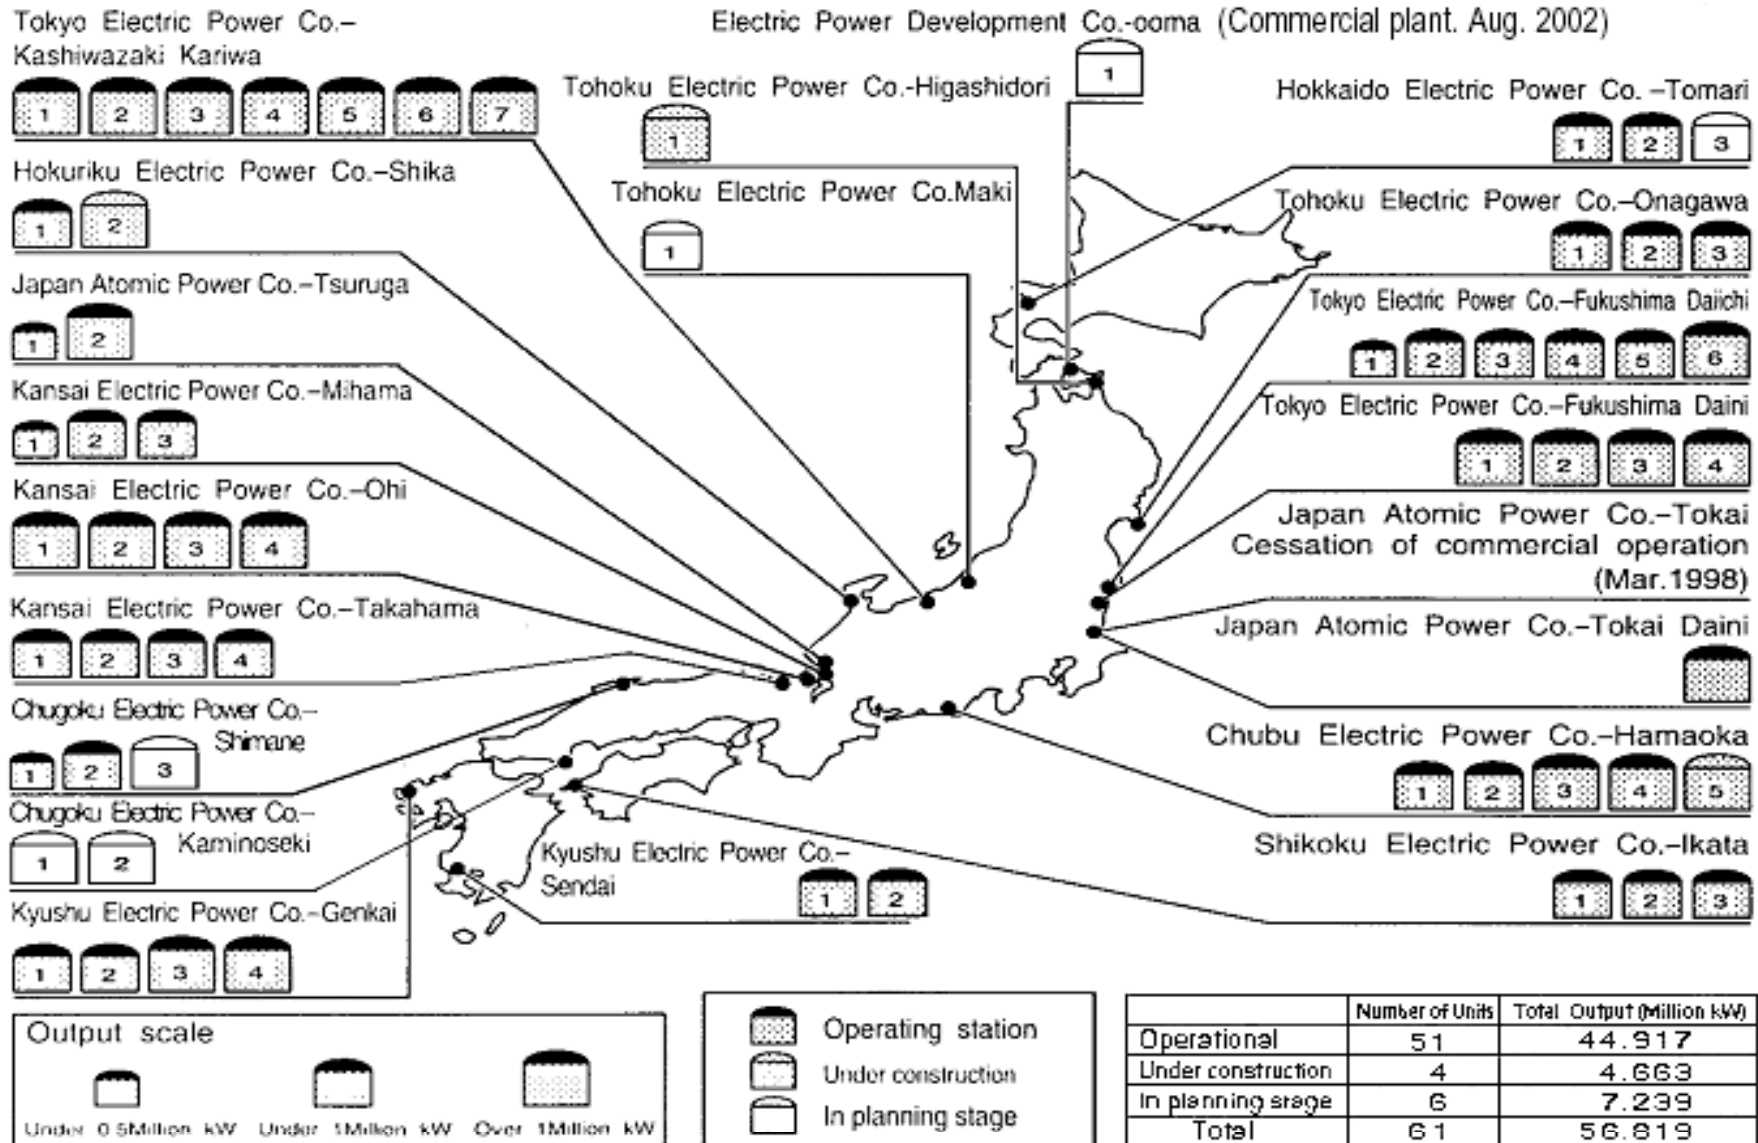 Tokyo Electric Power Co.–
Kashiwazaki Kariwa
1 2 3 4 5 6 7
Hokuriku Electric Power Co.–Shika
1 2
Japan Atomic Power Co.–Tsuruga
1 2
Kansai Electric Power Co.–Mihama
1 2 3
Kansai Electric Power Co.–Ohi
1 2 3 4
Kansai Electric Power Co.–Takahama
1 2 3 4
Chugoku Electric Power Co.–
Shimane
1 2 3
Chugoku Electric Power Co.–
Kaminoseki
1 2
Kyushu Electric Power Co.–Genkai
1 2 3 4
Electric Power Development Co.-ooma (Commercial plant. Aug. 2002)
1
Tohoku Electric Power Co.-Higashidori
1
Tohoku Electric Power Co.Maki
1
Hokkaido Electric Power Co. –Tomari
1 2 3
Tohoku Electric Power Co.–Onagawa
1 2 3
Tokyo Electric Power Co.–Fukushima Daiichi
1 2 3 4 5 6
Tokyo Electric Power Co.–Fukushima Daini
1 2 3 4
Japan Atomic Power Co.–Tokai
Cessation of commercial operation
(Mar.1998)
Japan Atomic Power Co.–Tokai Daini
Chubu Electric Power Co.–Hamaoka
1 2 3 4 5
Shikoku Electric Power Co.–Ikata
1 2 3
Kyushu Electric Power Co.–
Sendai
1 2
Output scale
Under 0.5Million kW Under 1Million kW Over 1Million kW
Operating station
Under construction
In planning stage
Number of Units Total Output (Million kW)
Operational 51 44.917
Under construction 4 4.663
In planning srage 6 7.239
Total 61 56.819